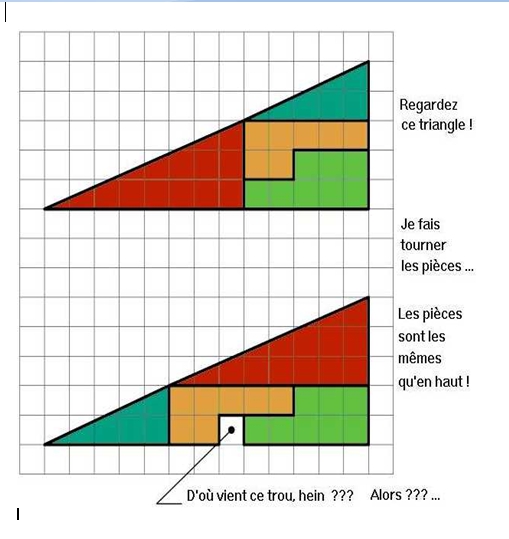 Regardez
ce triangle !
Je fais
tourner
les pièces ...
Les pièces
sont les
mêmes
qu'en haut !
D'où vient ce trou, hein ??? Alors ??? ...